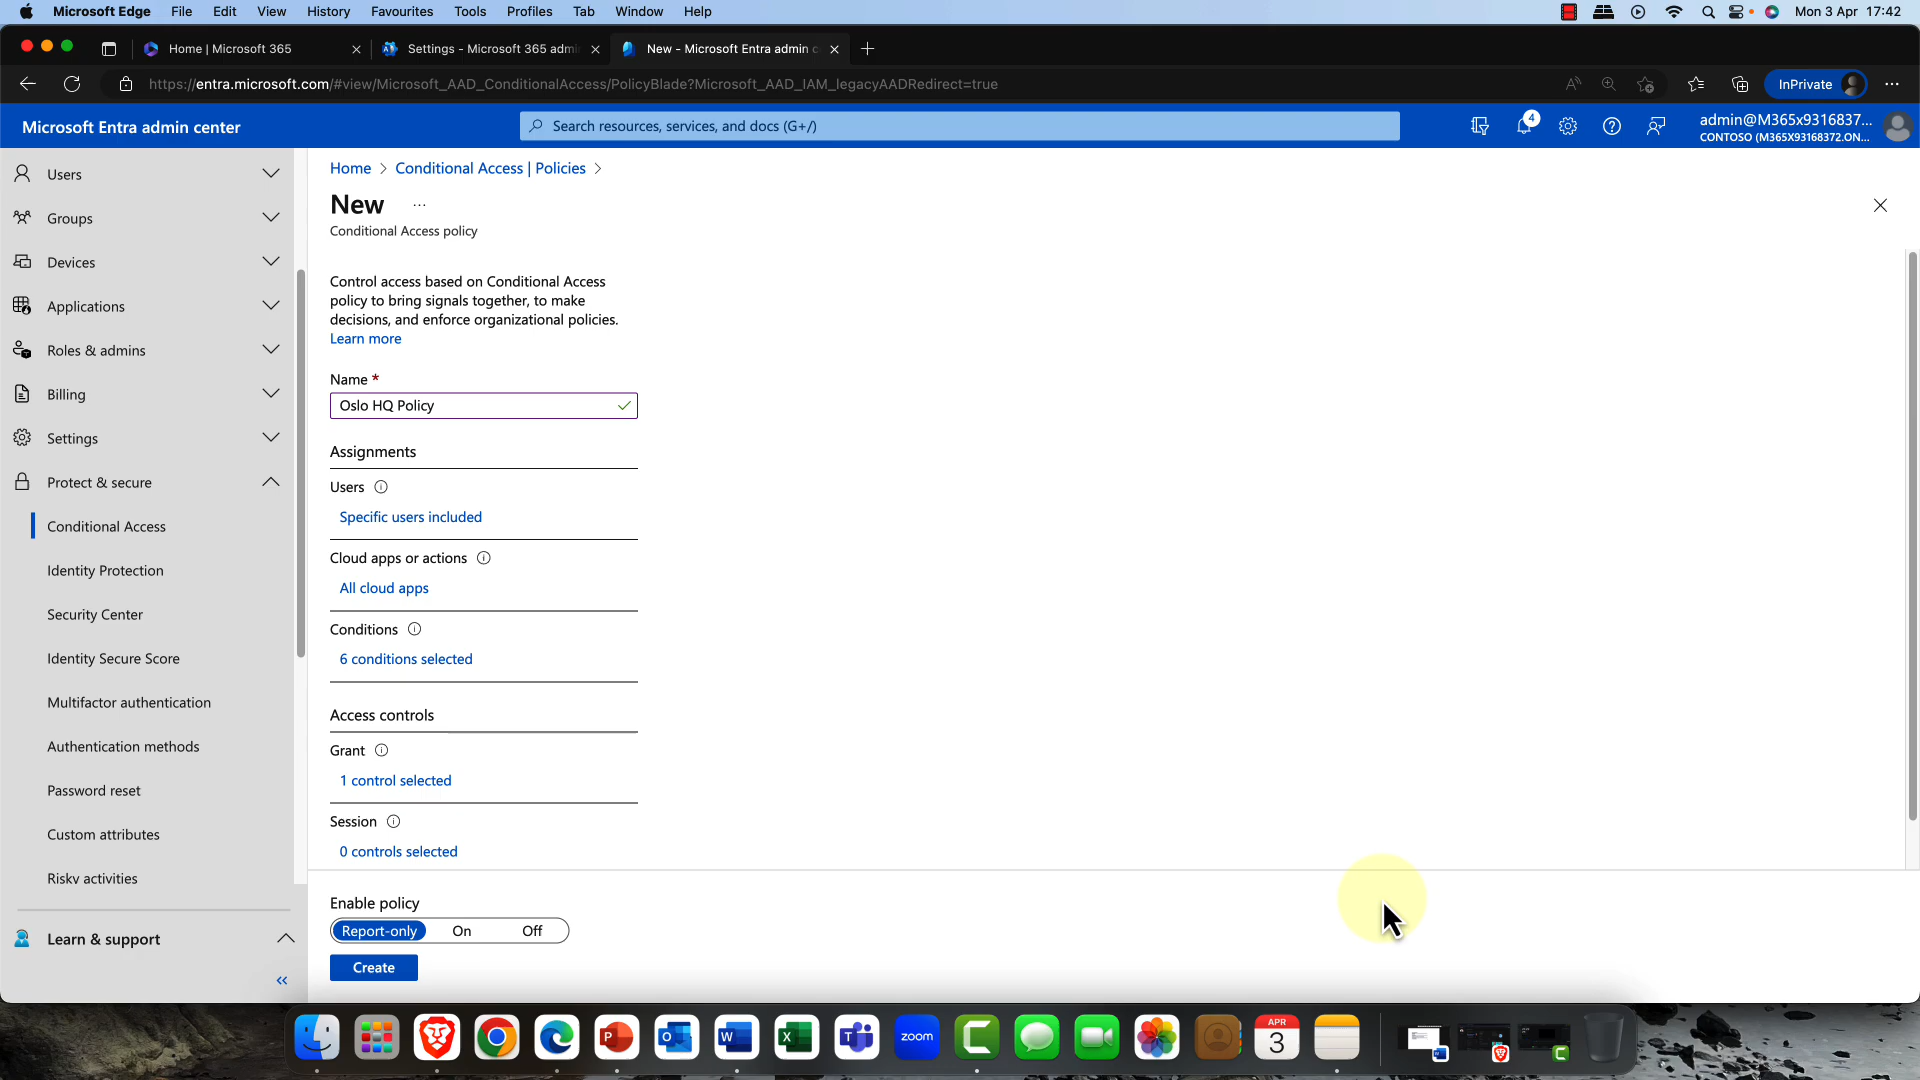 Microsoft Edge File Edit View History Favourites Tools Profiles Tab Window Help Mon 3 Apr 17:42
Home | Microsoft 365
Settings - Microsoft 365 admi
New - Microsoft Entra admin c
https://entra.microsoft.com/#view/Microsoft_AAD_ConditionalAccess/PolicyBlade?Microsoft_AAD_IAM_legacyAADRedirect=true
InPrivate
Microsoft Entra admin center
Search resources, services, and docs (G+/)
4
admin@M365x9316837...
CONTOSO (M365X93168372.ON...
Users
Groups
Devices
Applications
Roles & admins
Billing
Settings
Protect & secure
Conditional Access
Identity Protection
Security Center
Identity Secure Score
Multifactor authentication
Authentication methods
Password reset
Custom attributes
Risky activities
Learn & support
Home > Conditional Access | Policies >
New ...
Conditional Access policy
Control access based on Conditional Access
policy to bring signals together, to make
decisions, and enforce organizational policies.
Learn more
Name *
Oslo HQ Policy
Assignments
Users
Specific users included
Cloud apps or actions
All cloud apps
Conditions
6 conditions selected
Access controls
Grant
1 control selected
Session
0 controls selected
Enable policy
Report-only On Off
Create
zoom
APR
3